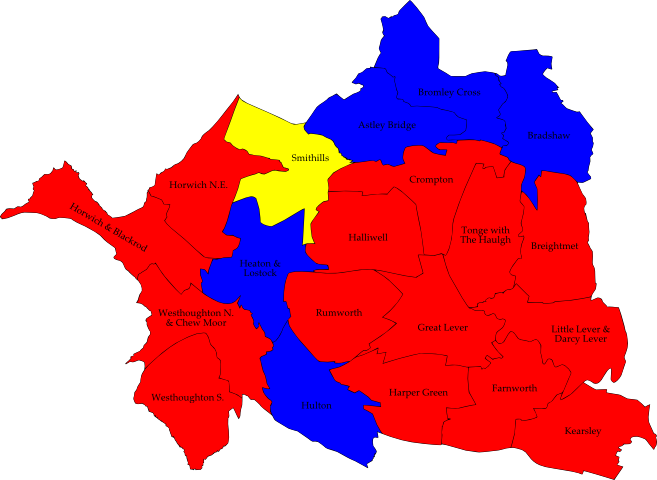 Bromley Cross
Astley Bridge
Bradshaw
Smithills
Crompton
Horwich N.E.
Horwich & Blackrod
Halliwell
Tonge with
The Haulgh
Breightmet
Heaton &
Lostock
Westhoughton N.
& Chew Moor
Rumworth
Great Lever
Little Lever &
Darcy Lever
Westhoughton S.
Hulton
Harper Green
Farnworth
Kearsley